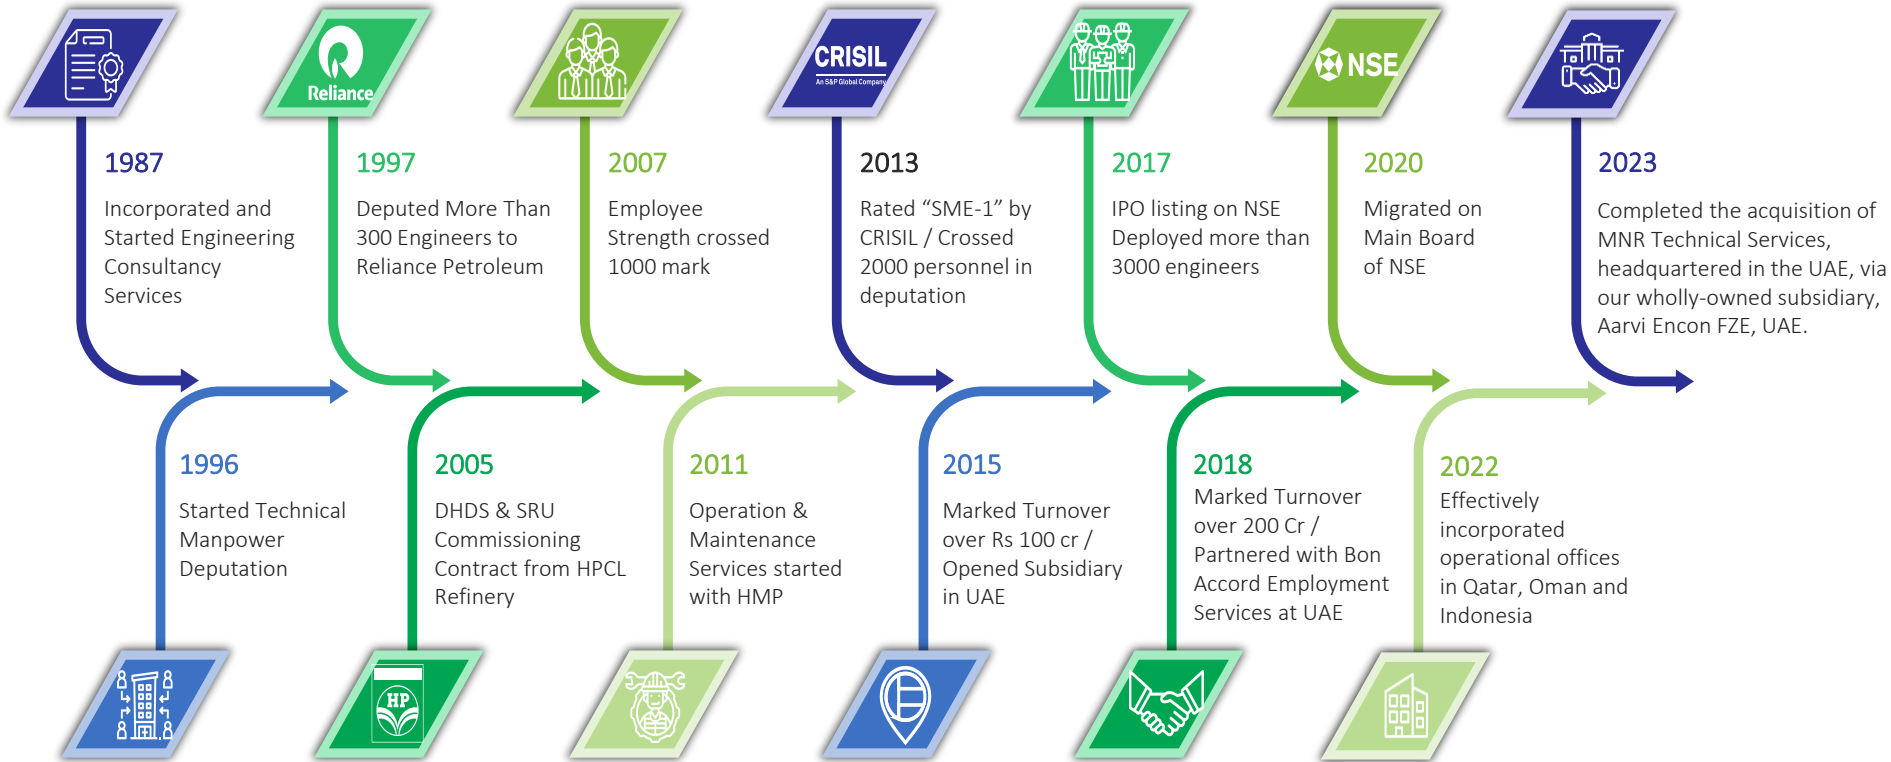 Reliance
CRISIL
An S&P Global Company
NSE
1987
Incorporated and
Started Engineering
Consultancy
Services
1997
Deputed More Than
300 Engineers to
Reliance Petroleum
2007
Employee
Strength crossed
1000 mark
2013
Rated “SME-1” by
CRISIL / Crossed
2000 personnel in
deputation
2017
IPO listing on NSE
Deployed more than
3000 engineers
2020
Migrated on
Main Board
of NSE
2023
Completed the acquisition of
MNR Technical Services,
headquartered in the UAE, via
our wholly-owned subsidiary,
Aarvi Encon FZE, UAE.
1996
Started Technical
Manpower
Deputation
2005
DHDS & SRU
Commissioning
Contract from HPCL
Refinery
2011
Operation &
Maintenance
Services started
with HMP
2015
Marked Turnover
over Rs 100 cr /
Opened Subsidiary
in UAE
2018
Marked Turnover
over 200 Cr /
Partnered with Bon
Accord Employment
Services at UAE
2022
Effectively
incorporated
operational offices
in Qatar, Oman and
Indonesia
HP